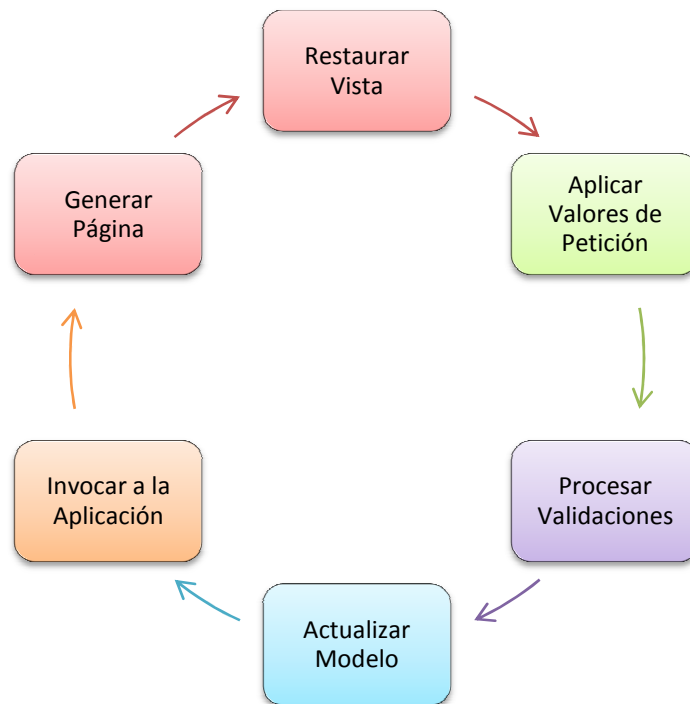 Restaurar
Vista
Aplicar
Valores de
Petición
Procesar
Validaciones
Actualizar
Modelo
Invocar a la
Aplicación
Generar
Página